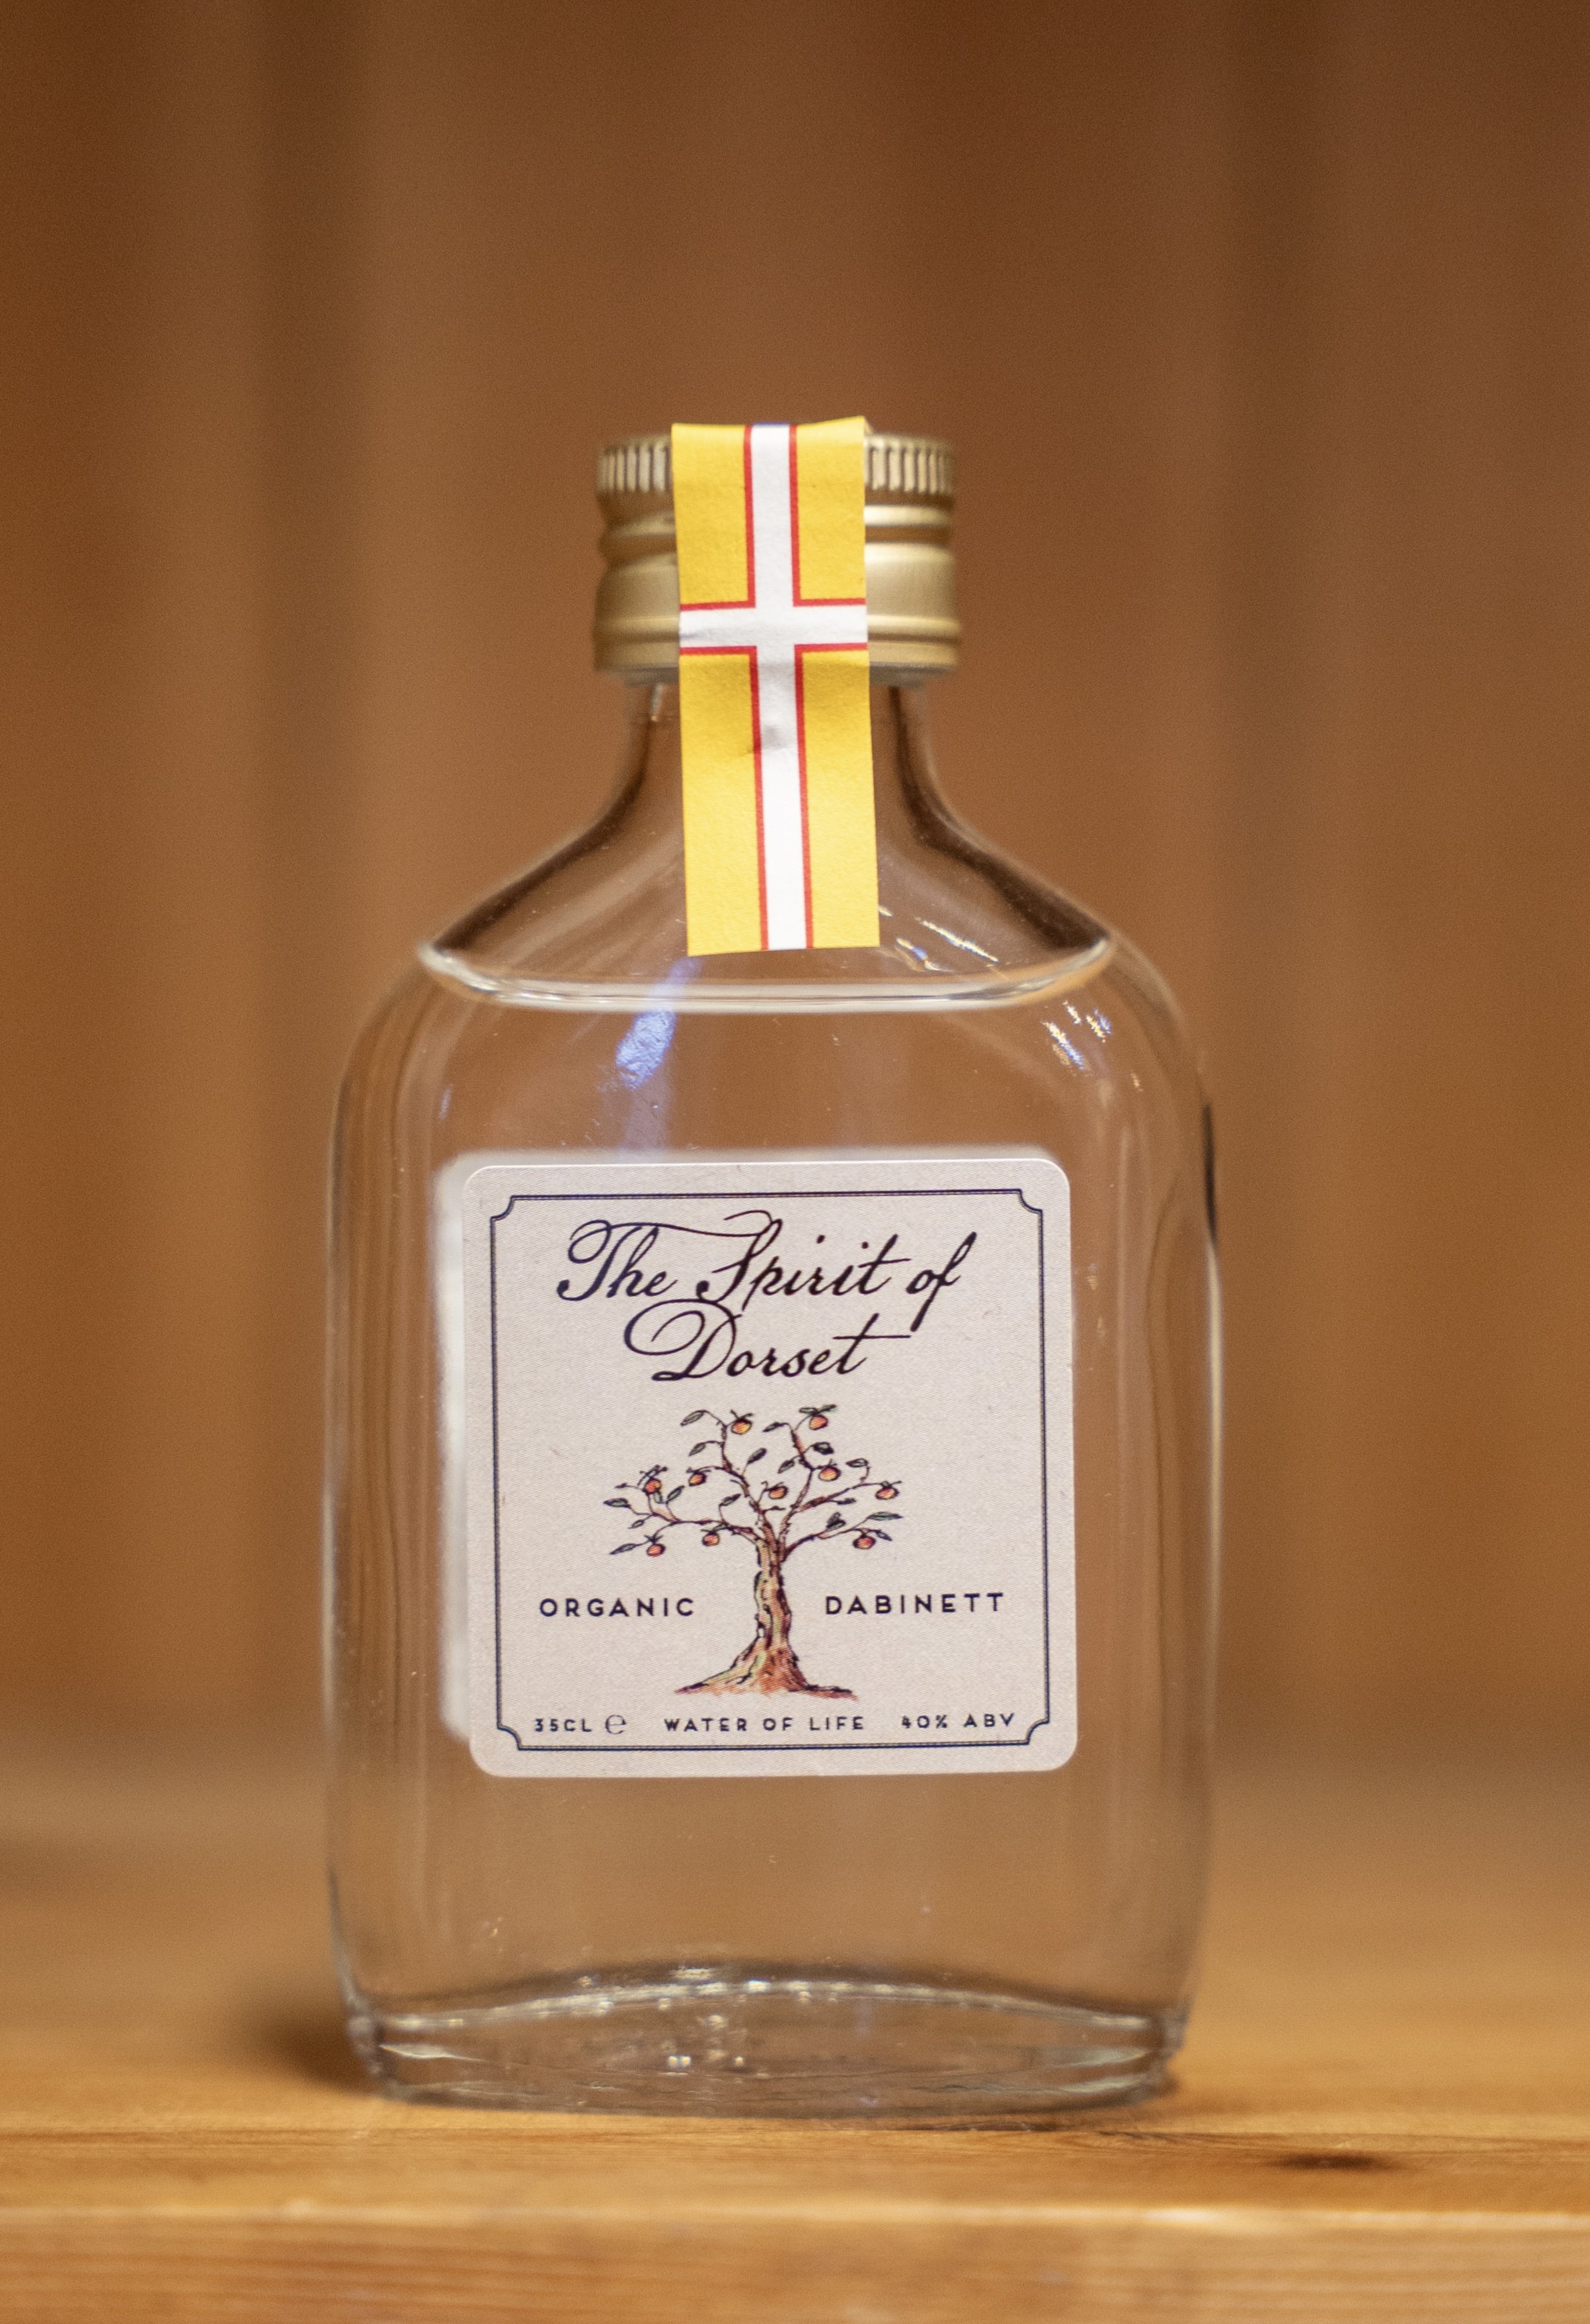 The Spirit of
Dorset
ORGANIC DABINETT
35CL ℮ WATER OF LIFE 40% ABV